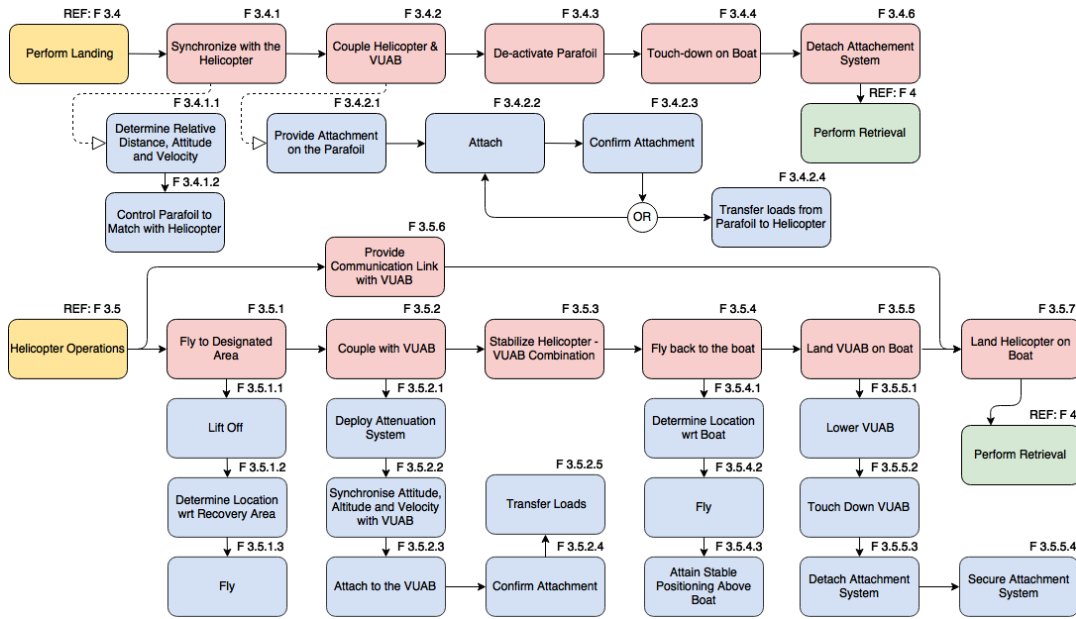 REF: F 3.4
F 3.4.1
F 3.4.2
F 3.4.3
F 3.4.4
F 3.4.6
Perform Landing
Synchronize with the
Helicopter
Couple Helicopter &
VUAB
De-activate Parafoil
Touch-down on Boat
Detach Attachement
System
REF: F 4
Perform Retrieval
F 3.4.1.1
F 3.4.2.1
F 3.4.2.2
F 3.4.2.3
Determine Relative
Distance, Attitude
and Velocity
Provide Attachment
on the Parafoil
Attach
Confirm Attachment
F 3.4.1.2
Control Parafoil to
Match with Helicopter
OR
F 3.4.2.4
Transfer loads from
Parafoil to Helicopter
F 3.5.6
Provide
Communication Link
with VUAB
REF: F 3.5
F 3.5.1
F 3.5.2
F 3.5.3
F 3.5.4
F 3.5.5
F 3.5.7
Helicopter Operations
Fly to Designated
Area
Couple with VUAB
Stabilize Helicopter -
VUAB Combination
Fly back to the boat
Land VUAB on Boat
Land Helicopter on
Boat
F 3.5.1.1
F 3.5.2.1
F 3.5.4.1
F 3.5.5.1
REF: F 4
Lift Off
Deploy Attenuation
System
Determine Location
wrt Boat
Lower VUAB
Perform Retrieval
F 3.5.1.2
F 3.5.2.2
F 3.5.2.5
F 3.5.4.2
F 3.5.5.2
Determine Location
wrt Recovery Area
Synchronise Attitude,
Altitude and Velocity
with VUAB
Transfer Loads
Fly
Touch Down VUAB
F 3.5.1.3
F 3.5.2.3
F 3.5.2.4
F 3.5.4.3
F 3.5.5.3
F 3.5.5.4
Fly
Attach to the VUAB
Confirm Attachment
Attain Stable
Positioning Above
Boat
Detach Attachment
System
Secure Attachment
System